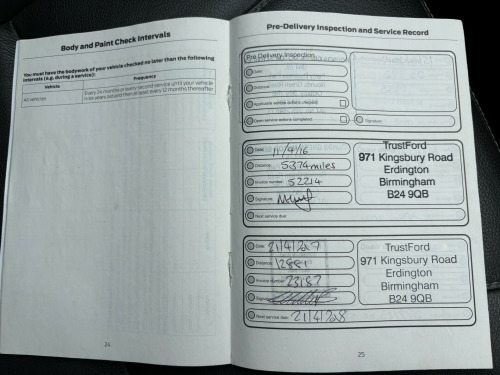 Body and Paint Check Intervals
You must have the bodywork of your vehicle checked no later than the following
intervals (e.g. during a service):
Vehicle Frequency
All vehicles Every 24 months or every second service until your vehicle
is six years old and then at least every 12 months thereafter
24
Pre-Delivery Inspection and Service Record
Pre Delivery Inspection
Date:
Distance:
Applicable service actions checked
Open service actions completed
Signature:
Date: 11/4/16
Distance: 5374 miles
Invoice number: 52214
Signature:
Next service due:
TrustFord
971 Kingsbury Road
Erdington
Birmingham
B24 9QB
Date: 21/4/2017
Distance: 12881
Invoice number: 23187
Signature:
Next service due: 21/4/2018
TrustFord
971 Kingsbury Road
Erdington
Birmingham
B24 9QB
25